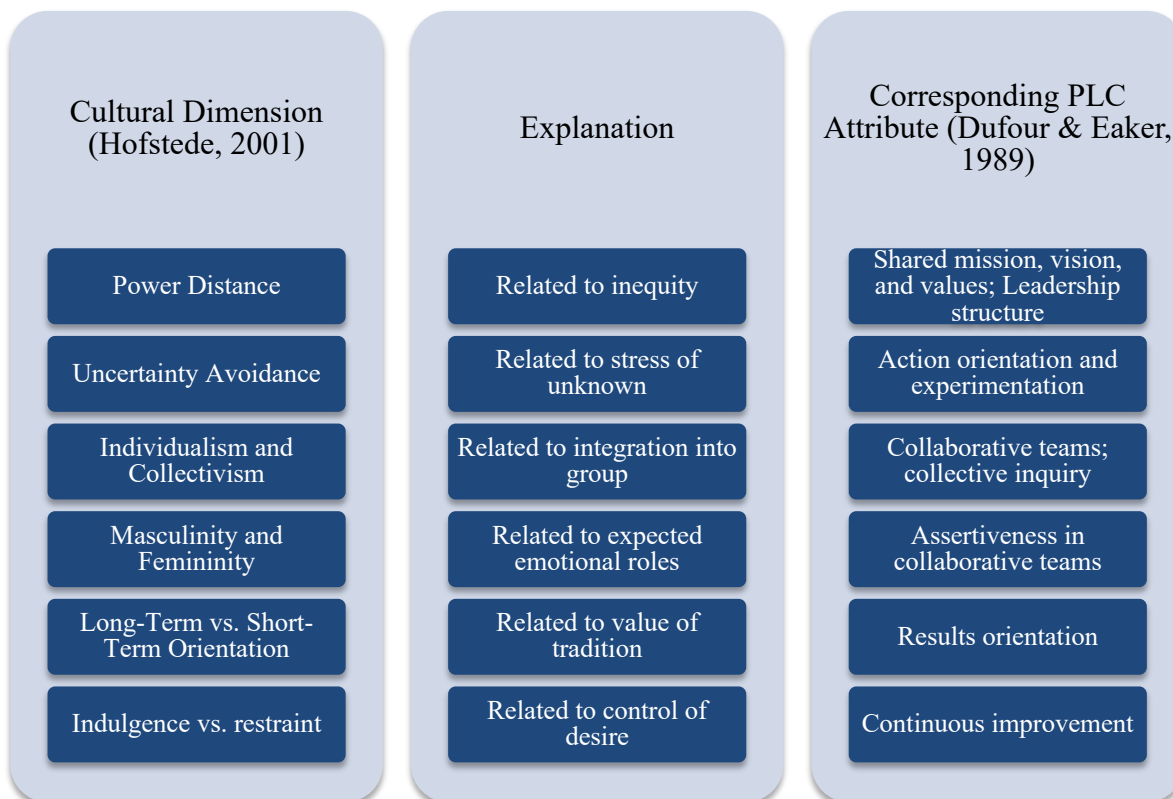 Cultural Dimension
(Hofstede, 2001)
Explanation
Corresponding PLC
Attribute (Dufour & Eaker,
1989)
Power Distance
Related to inequity
Shared mission, vision,
and values; Leadership
structure
Uncertainty Avoidance
Related to stress of
unknown
Action orientation and
experimentation
Individualism and
Collectivism
Related to integration into
group
Collaborative teams;
collective inquiry
Masculinity and
Femininity
Related to expected
emotional roles
Assertiveness in
collaborative teams
Long-Term vs. Short-
Term Orientation
Related to value of
tradition
Results orientation
Indulgence vs. restraint
Related to control of
desire
Continuous improvement